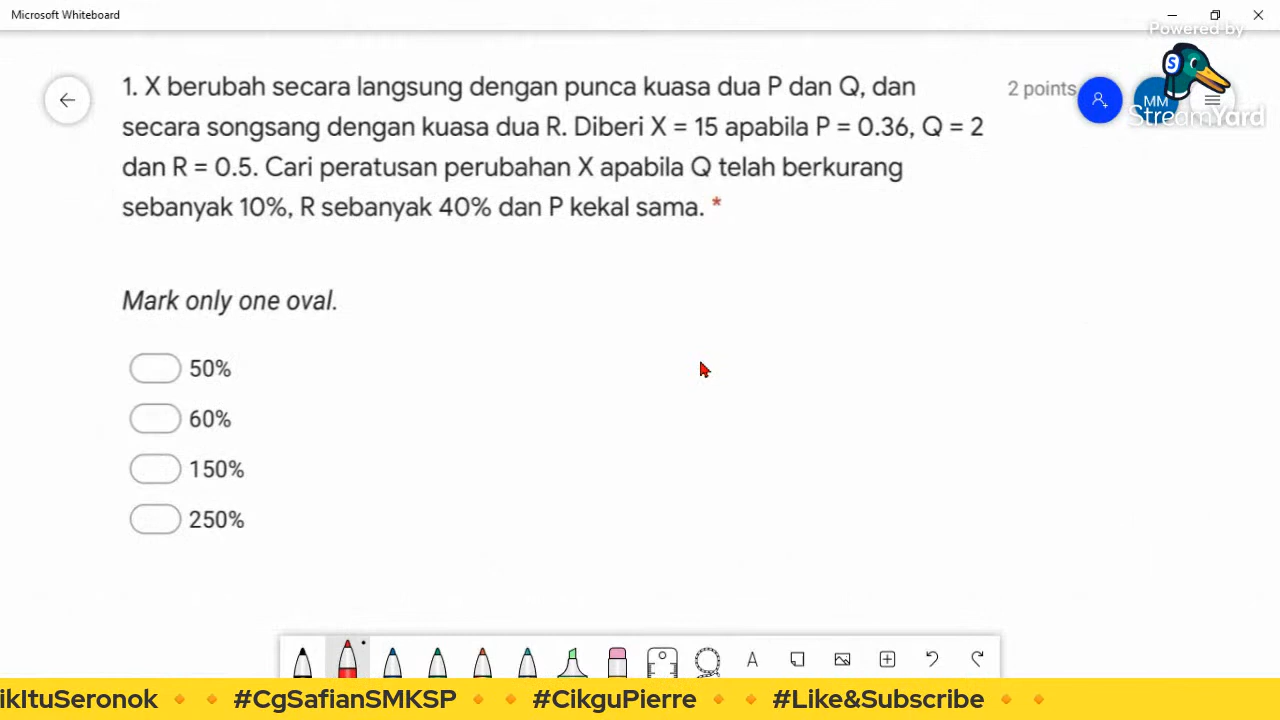 Microsoft Whiteboard
Powered by
StreamYard
MM
1. X berubah secara langsung dengan punca kuasa dua P dan Q, dan
2 points
secara songsang dengan kuasa dua R. Diberi X = 15 apabila P = 0.36, Q = 2
dan R = 0.5. Cari peratusan perubahan X apabila Q telah berkurang
sebanyak 10%, R sebanyak 40% dan P kekal sama. *
Mark only one oval.
50%
60%
150%
250%
ikItuSeronok #CgSafianSMKSP #CikguPierre #Like&Subscribe